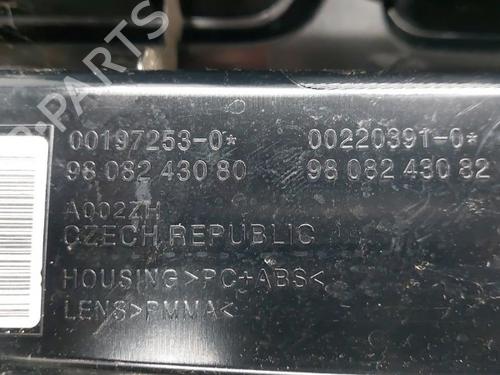 00197253-0* 00220391-0*
98 082 430 80 98 082 430 82
A002ZH
CZECH REPUBLIC
HOUSING>PC+ABS<
LENS>PMMA<
PARTS